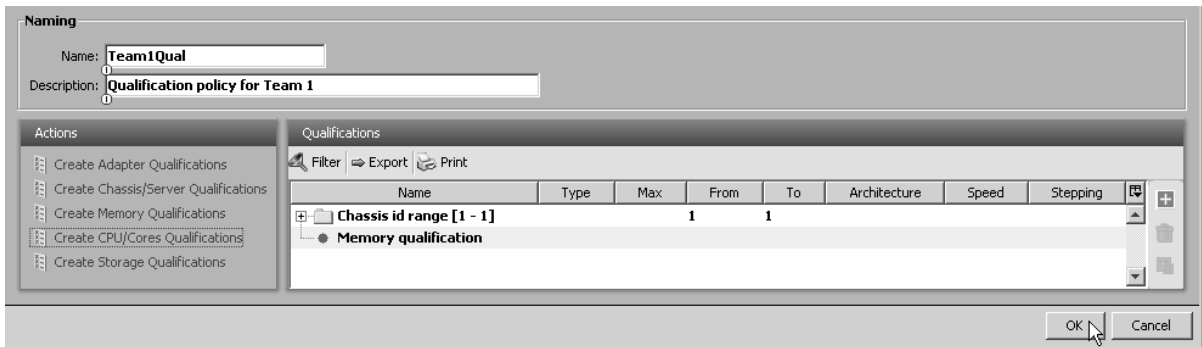 Naming
Name: Team1Qual
Description: Qualification policy for Team 1
Actions
Create Adapter Qualifications
Create Chassis/Server Qualifications
Create Memory Qualifications
Create CPU/Cores Qualifications
Create Storage Qualifications
Qualifications
Filter Export Print
Name Type Max From To Architecture Speed Stepping
Chassis id range [1 - 1] 1 1
Memory qualification
OK Cancel